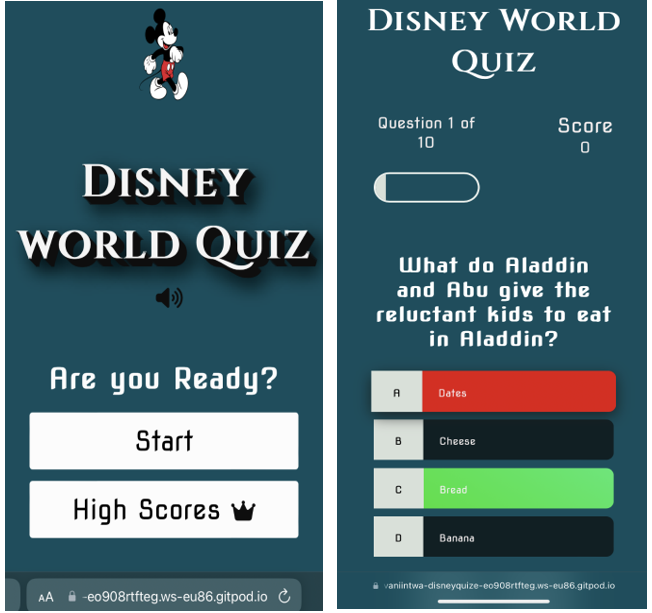 Disney
world Quiz
Are you Ready?
Start
High Scores
AA
-eo908rtfteg.ws-eu86.gitpod.io
Disney World
Quiz
Question 1 of
10
Score
0
What do Aladdin
and Abu give the
reluctant kids to eat
in Aladdin?
A Dates
B Cheese
C Bread
D Banana
vaniintwa-disneyquize-eo908rtfteg.ws-eu86.gitpod.io